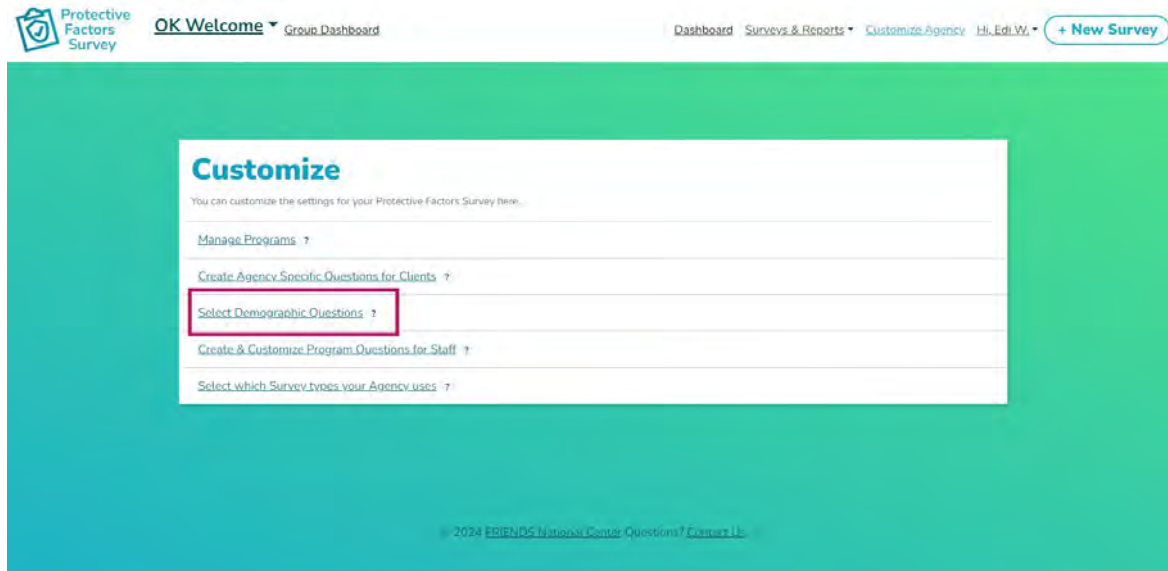 Protective
Factors
Survey
OK Welcome Group Dashboard
Dashboard Surveys & Reports Customize Agency Hi, Edi W. + New Survey
Customize
You can customize the settings for your Protective Factors Survey here.
Manage Programs ?
Create Agency Specific Questions for Clients ?
Select Demographic Questions ?
Create & Customize Program Questions for Staff ?
Select which Survey types your Agency uses ?
© 2024 FRIENDS National Center Questions? Contact Us.